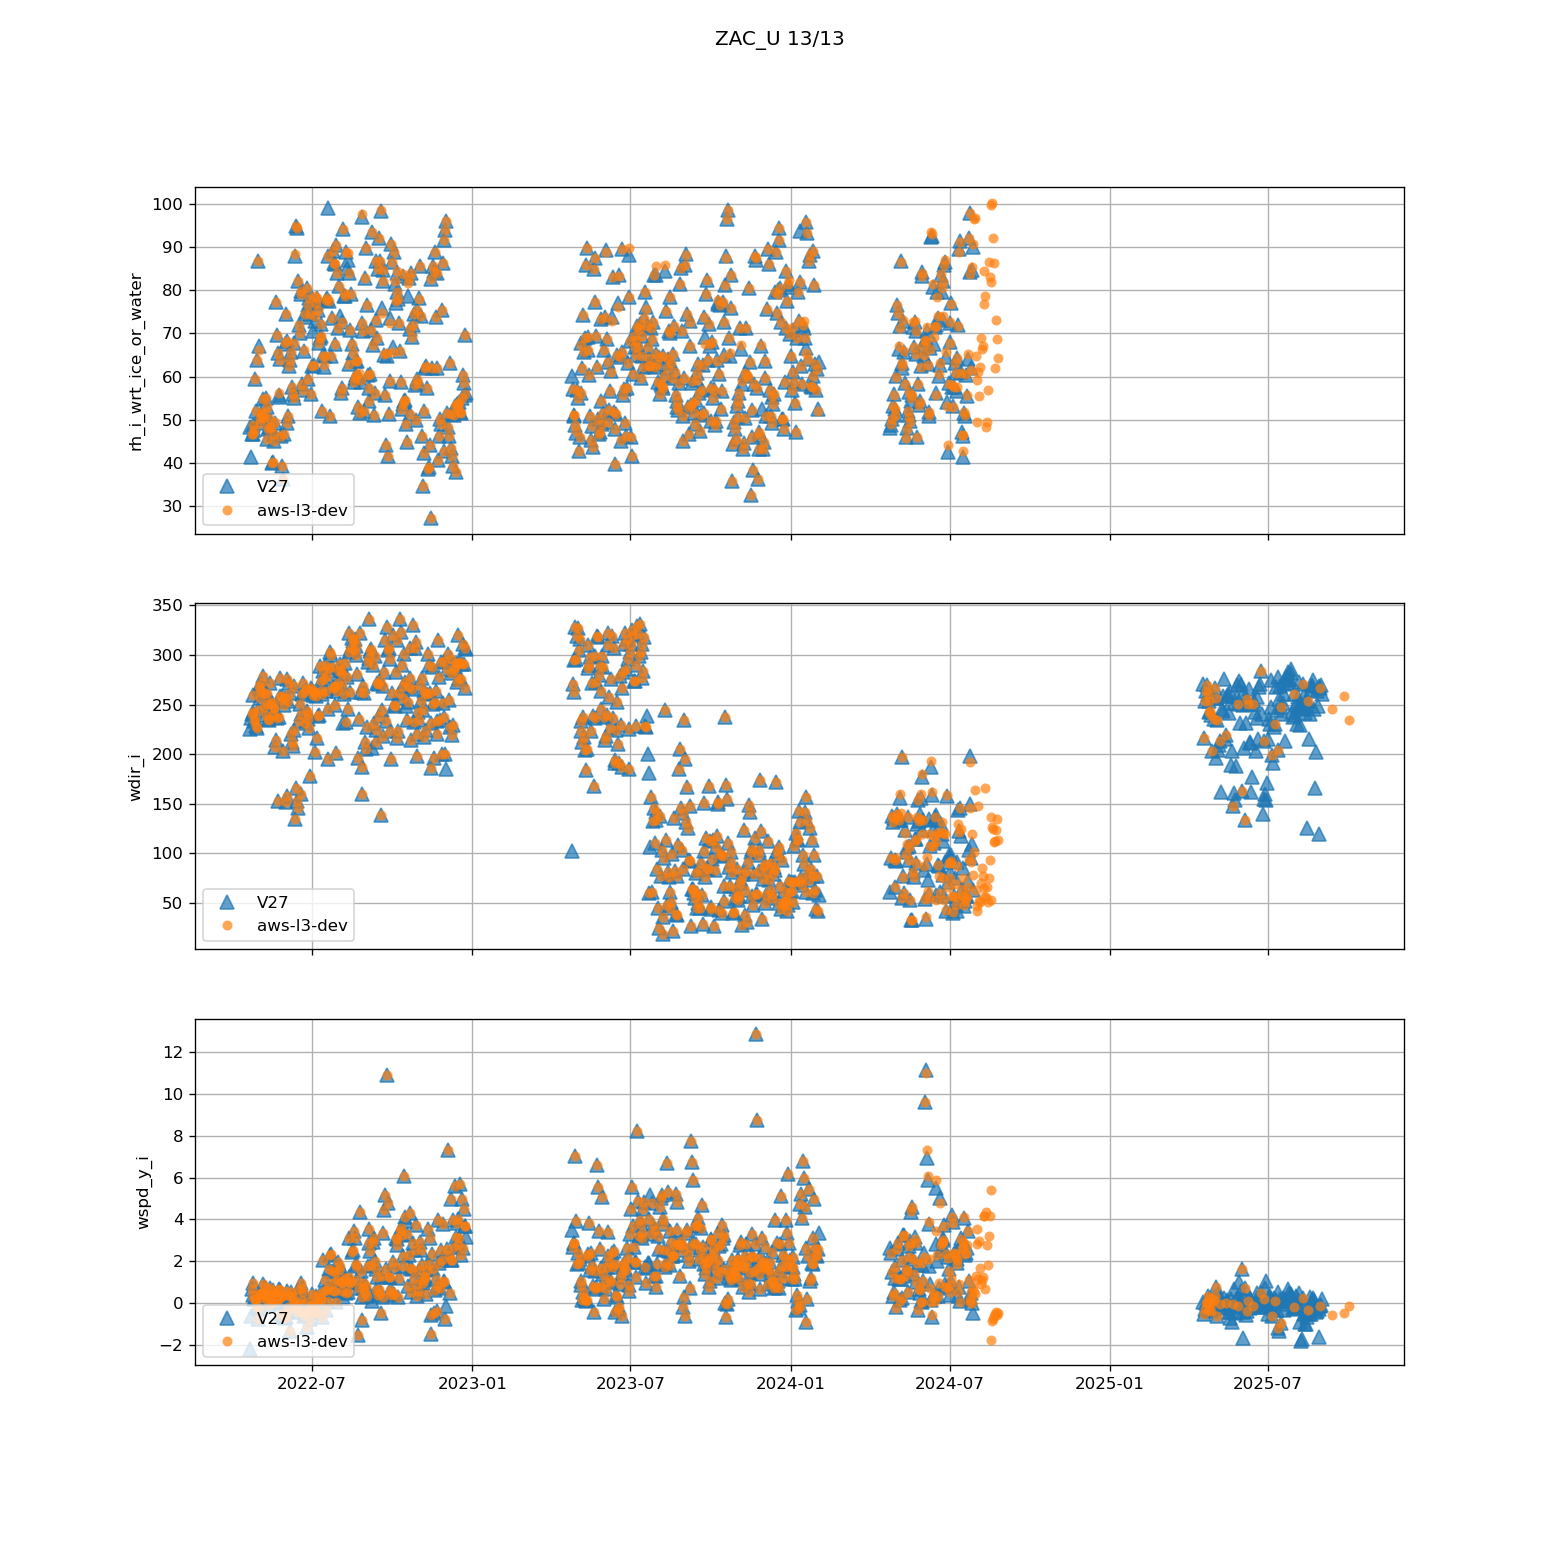 ZAC_U 13/13
rh_i_wrt_ice_or_water
100
90
80
70
60
50
40
30
V27
aws-l3-dev
wdir_i
350
300
250
200
150
100
50
V27
aws-l3-dev
wspd_y_i
12
10
8
6
4
2
0
−2
V27
aws-l3-dev
2022-07 2023-01 2023-07 2024-01 2024-07 2025-01 2025-07